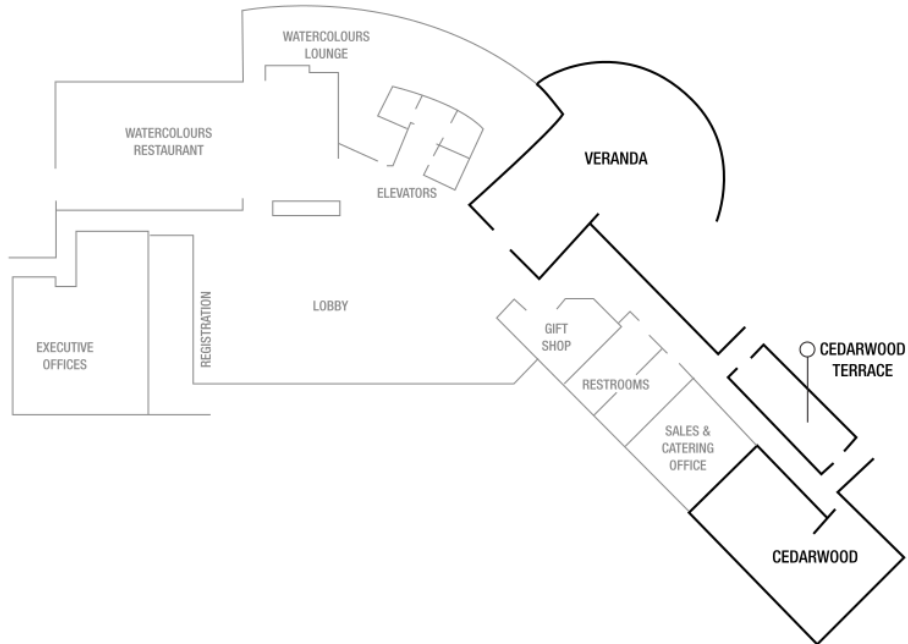 WATERCOLOURS
LOUNGE
WATERCOLOURS
RESTAURANT
VERANDA
ELEVATORS
REGISTRATION
LOBBY
GIFT
SHOP
EXECUTIVE
OFFICES
CEDARWOOD
TERRACE
RESTROOMS
SALES &
CATERING
OFFICE
CEDARWOOD